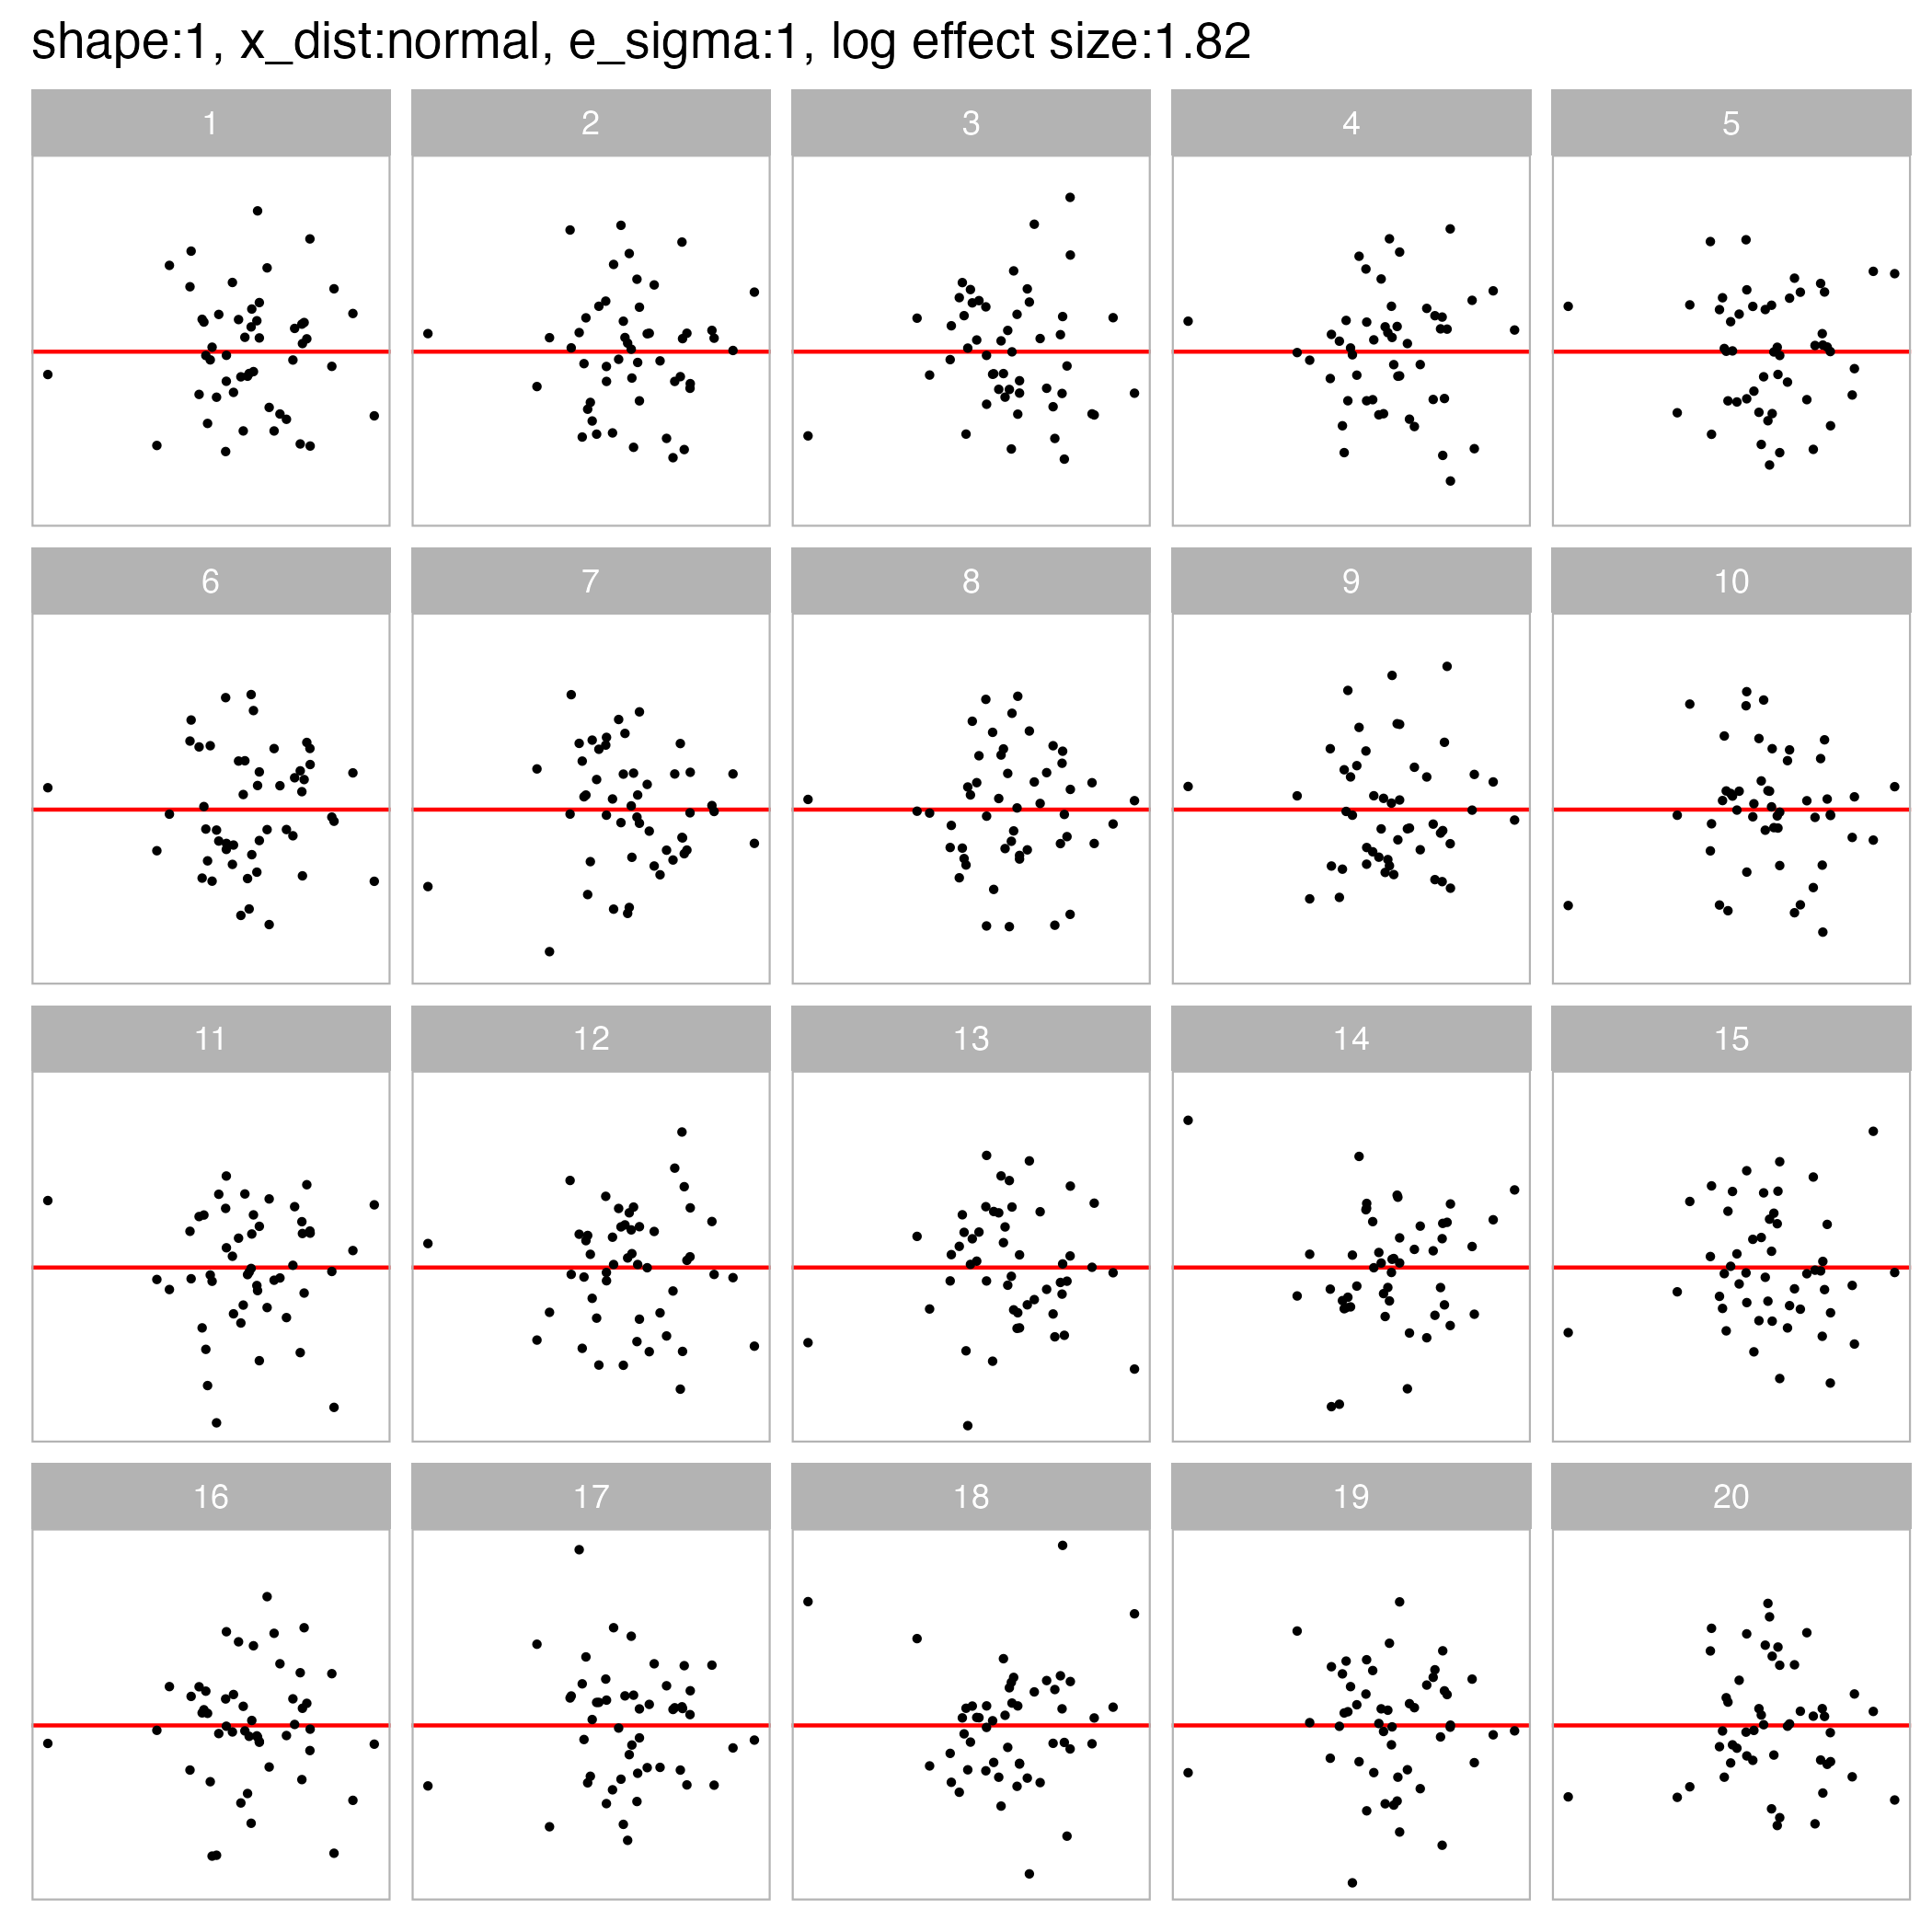 shape:1, x_dist:normal, e_sigma:1, log effect size:1.82
1 2 3 4 5
6 7 8 9 10
11 12 13 14 15
16 17 18 19 20